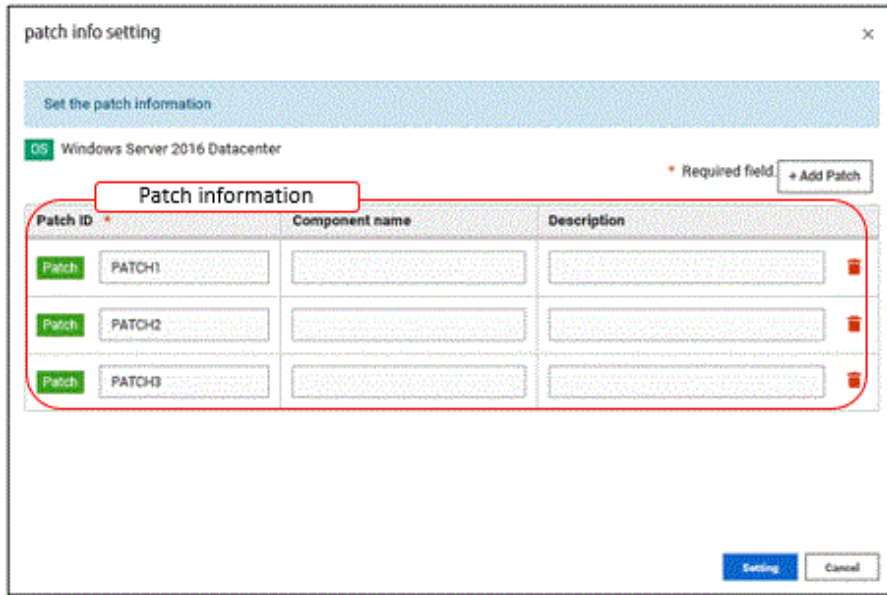 patch info setting ×
Set the patch information
OS Windows Server 2016 Datacenter
* Required field. + Add Patch
Patch information
Patch ID * Component name Description
Patch PATCH1
Patch PATCH2
Patch PATCH3
Setting Cancel